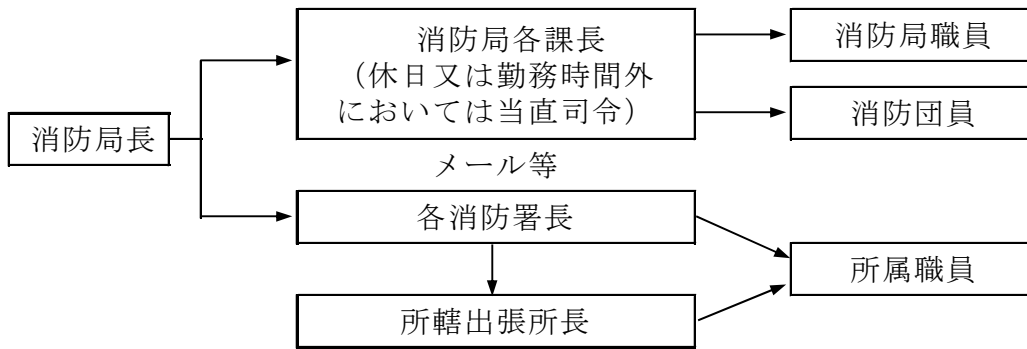 消防局長
消防局各課長
（休日又は勤務時間外
においては当直司令）
消防局職員
消防団員
メール等
各消防署長
所轄出張所長
所属職員